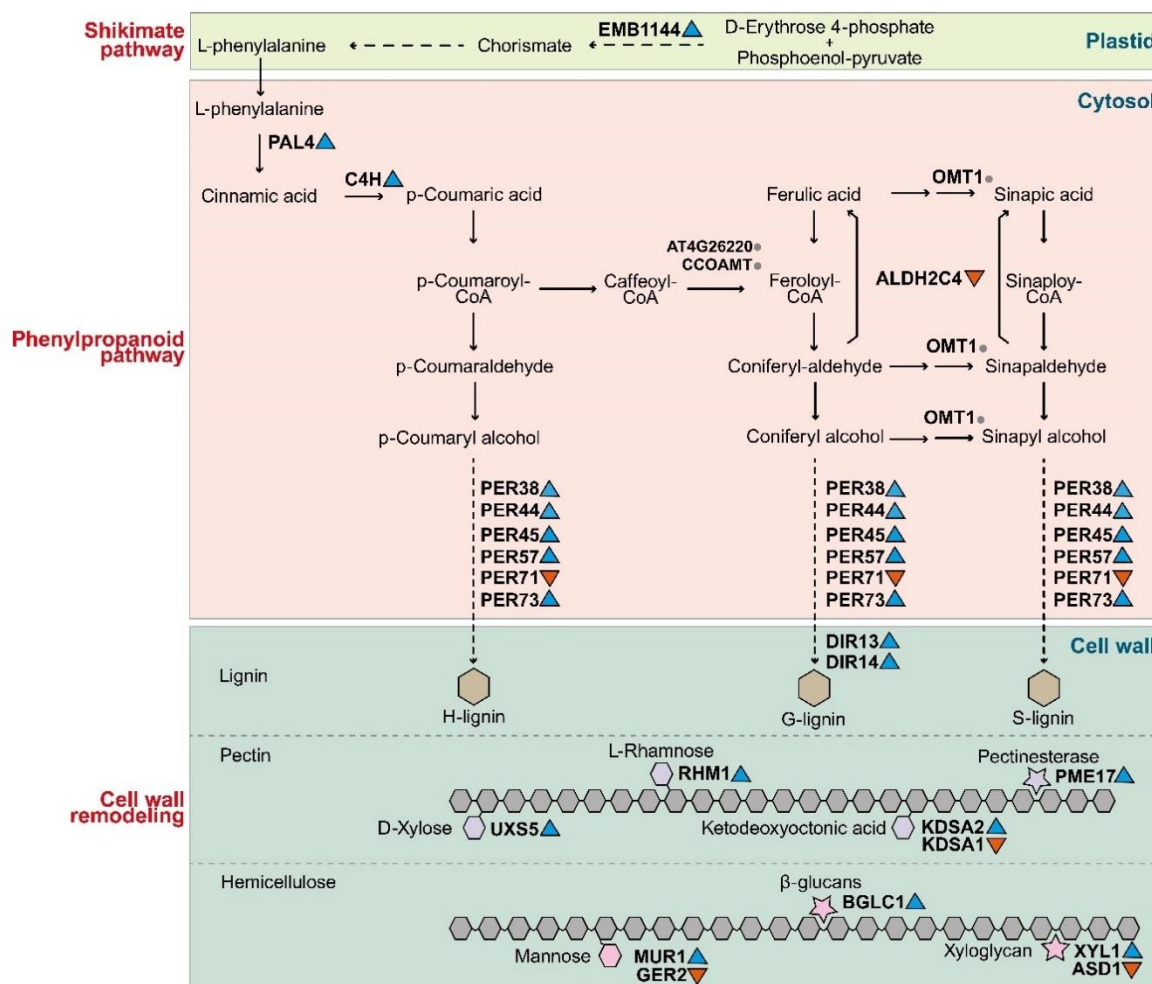 Shikimate
pathway
L-phenylalanine
Chorismate
EMB1144
D-Erythrose 4-phosphate
+
Phosphoenol-pyruvate
Plastid
Cytosol
L-phenylalanine
PAL4
C4H
Cinnamic acid
p-Coumaric acid
Ferulic acid
OMT1
Sinapic acid
AT4G26220
CCOAMT
p-Coumaroyl-
CoA
Caffeoyl-
CoA
Feroloyl-
CoA
ALDH2C4
Sinaploy-
CoA
Phenylpropanoid
pathway
p-Coumaraldehyde
Coniferyl-aldehyde
OMT1
Sinapaldehyde
p-Coumaryl alcohol
Coniferyl alcohol
OMT1
Sinapyl alcohol
PER38 PER38 PER38
PER44 PER44 PER44
PER45 PER45 PER45
PER57 PER57 PER57
PER71 PER71 PER71
PER73 PER73 PER73
Cell wall
DIR13
DIR14
Lignin
H-lignin
G-lignin
S-lignin
Cell wall
remodeling
Pectin
L-Rhamnose
RHM1
Pectinesterase
PME17
D-Xylose
UXS5
Ketodeoxyoctonic acid
KDSA2
KDSA1
Hemicellulose
β-glucans
BGLC1
Mannose
MUR1
GER2
Xyloglycan
XYL1
ASD1